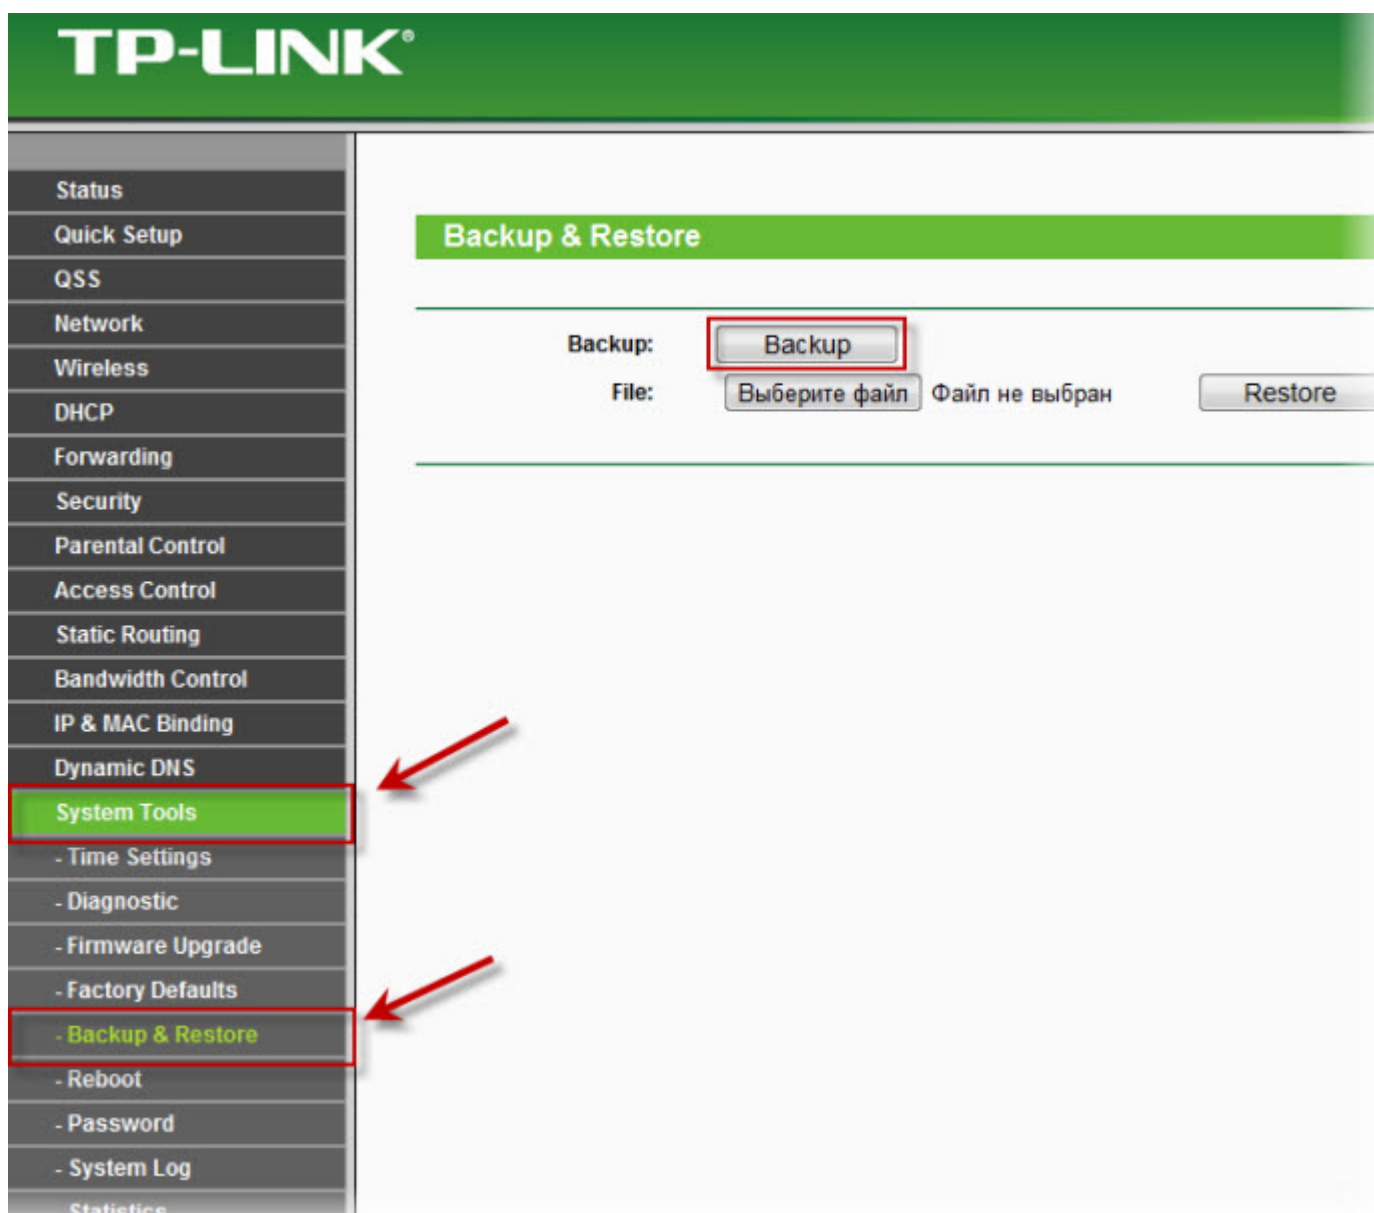 TP-LINK®
Status
Quick Setup
QSS
Network
Wireless
DHCP
Forwarding
Security
Parental Control
Access Control
Static Routing
Bandwidth Control
IP & MAC Binding
Dynamic DNS
System Tools
- Time Settings
- Diagnostic
- Firmware Upgrade
- Factory Defaults
- Backup & Restore
- Reboot
- Password
- System Log
- Statistics
Backup & Restore
Backup: Backup
File: Выберите файл Файл не выбран Restore